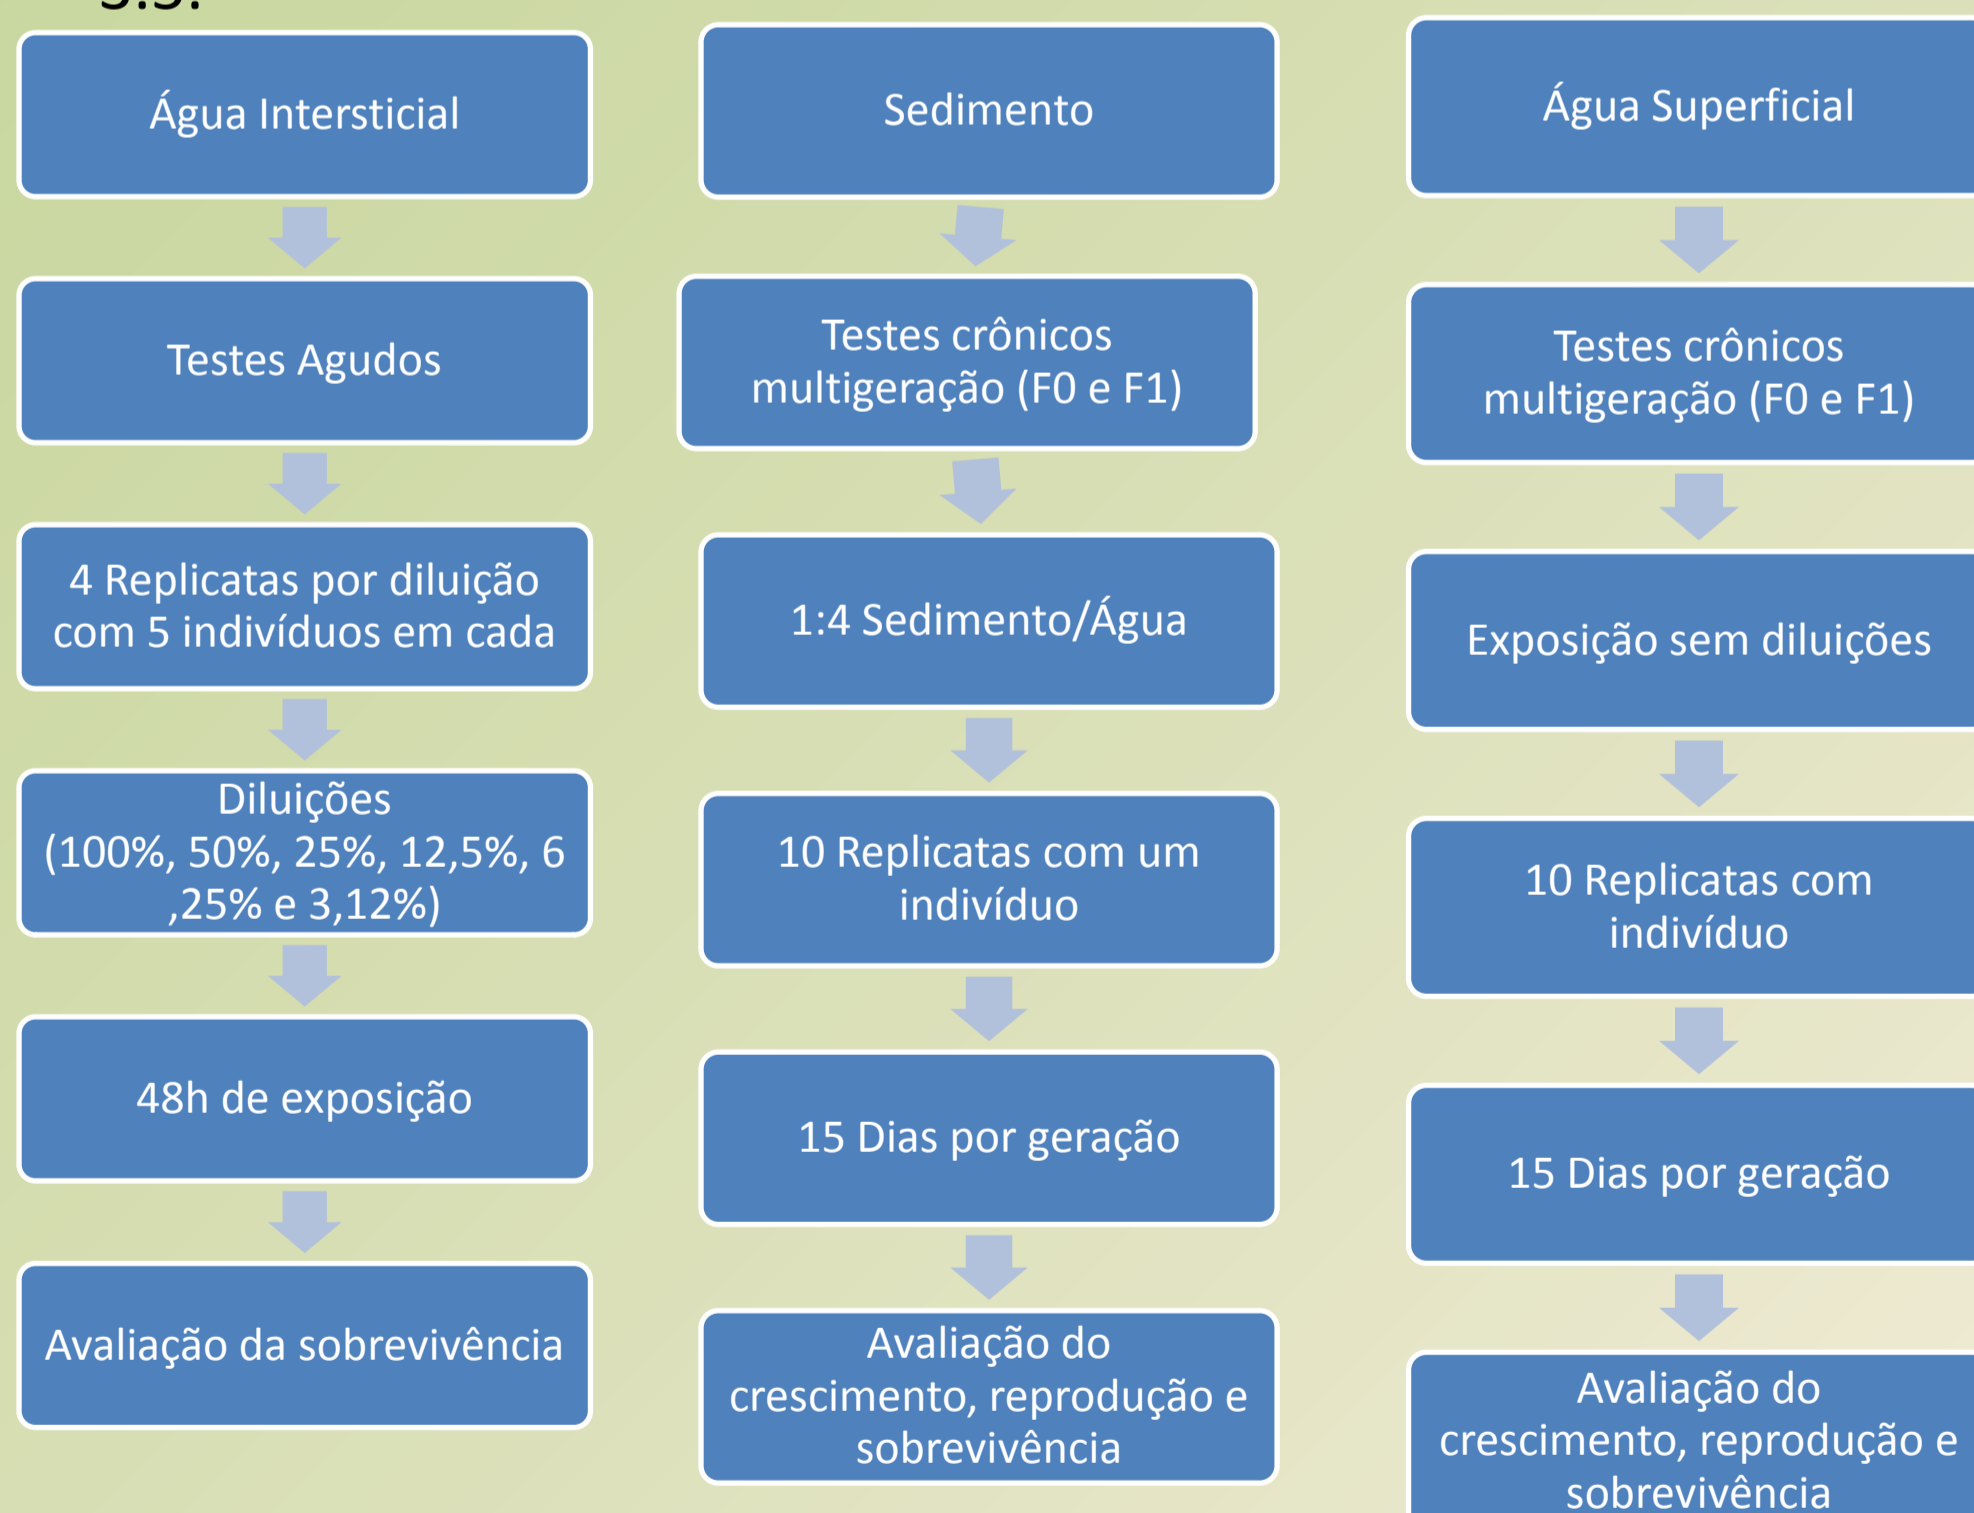 Água Intersticial
Testes Agudos
4 Replicatas por diluição
com 5 indivíduos em cada
Diluições
(100%, 50%, 25%, 12,5%, 6
,25% e 3,12%)
48h de exposição
Avaliação da sobrevivência
Sedimento
Testes crônicos
multigeração (F0 e F1)
1:4 Sedimento/Água
10 Replicatas com um
indivíduo
15 Dias por geração
Avaliação do
crescimento, reprodução e
sobrevivência
Água Superficial
Testes crônicos
multigeração (F0 e F1)
Exposição sem diluições
10 Replicatas com
indivíduo
15 Dias por geração
Avaliação do
crescimento, reprodução e
sobrevivência